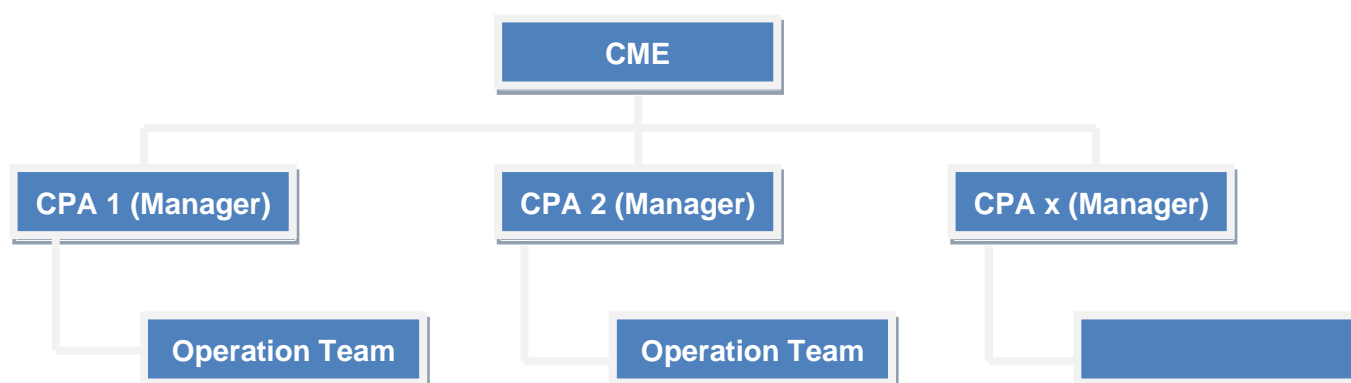 CME
CPA 1 (Manager)
CPA 2 (Manager)
CPA x (Manager)
Operation Team
Operation Team